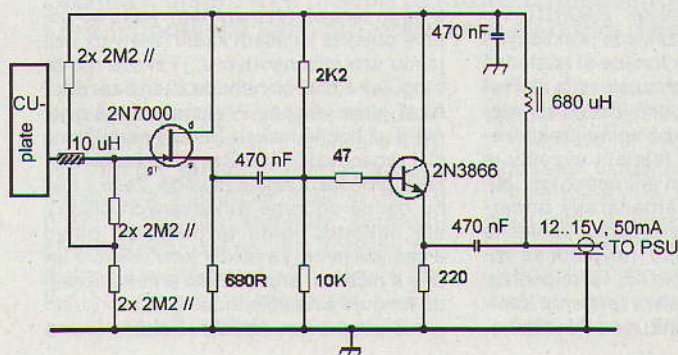 470 nF
2x 2M2 //
2K2
680 uH
CU-
plate
2N7000
d
10 uH
g1
s
470 nF
47
2N3866
470 nF
12..15V, 50mA
TO PSU
2x 2M2 //
2x 2M2 //
680R
10K
220